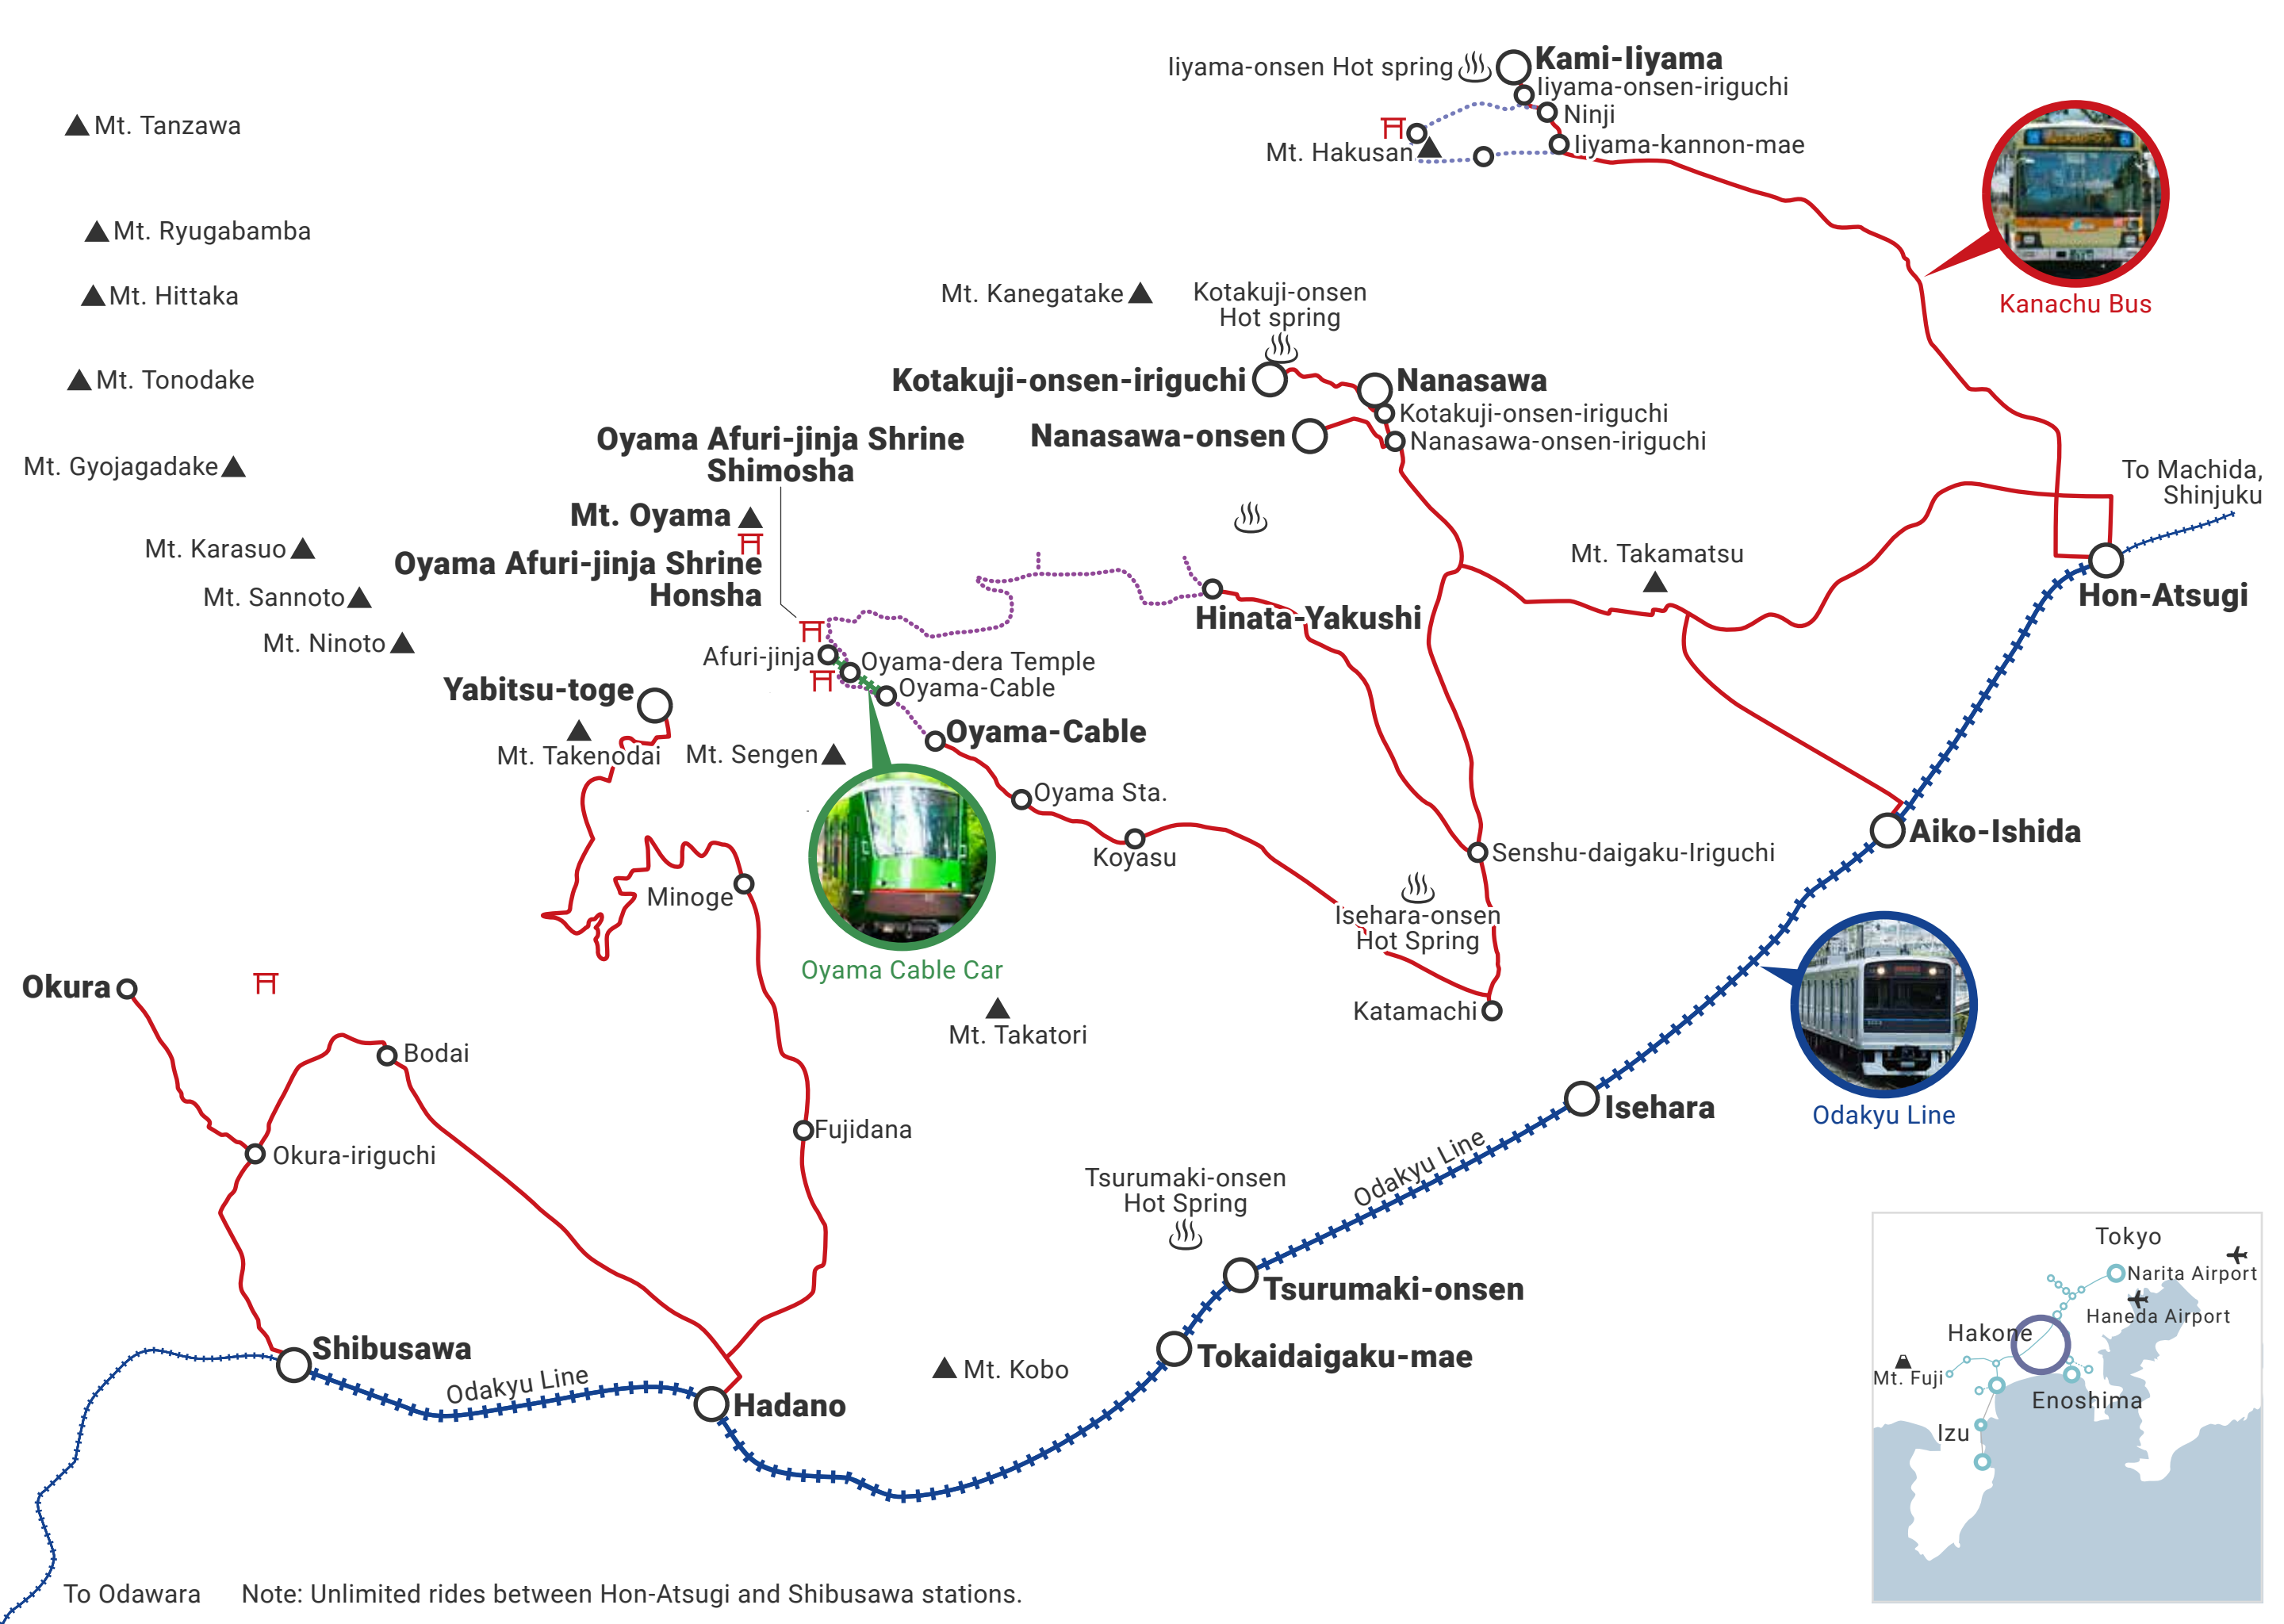 Kami-Iiyama
Iiyama-onsen Hot spring
Iiyama-onsen-iriguchi
Ninji
Mt. Tanzawa
Mt. Hakusan
Iiyama-kannon-mae
Mt. Ryugabamba
Mt. Hittaka
Mt. Kanegatake
Kotakuji-onsen
Hot spring
Kanachu Bus
Mt. Tonodake
Kotakuji-onsen-iriguchi
Nanasawa
Kotakuji-onsen-iriguchi
Oyama Afuri-jinja Shrine
Shimosha
Nanasawa-onsen
Nanasawa-onsen-iriguchi
Mt. Gyojagadake
To Machida,
Shinjuku
Mt. Oyama
Mt. Karasuo
Oyama Afuri-jinja Shrine
Honsha
Mt. Takamatsu
Mt. Sannoto
Hinata-Yakushi
Hon-Atsugi
Mt. Ninoto
Afuri-jinja
Oyama-dera Temple
Oyama-Cable
Yabitsu-toge
Oyama-Cable
Mt. Takenodai
Mt. Sengen
Oyama Sta.
Aiko-Ishida
Koyasu
Senshu-daigaku-Iriguchi
Minoge
Isehara-onsen
Hot Spring
Oyama Cable Car
Okura
Katamachi
Mt. Takatori
Bodai
Isehara
Odakyu Line
Fujidana
Okura-iriguchi
Odakyu Line
Tsurumaki-onsen
Hot Spring
Tokyo
Narita Airport
Tsurumaki-onsen
Haneda Airport
Hakone
Shibusawa
Tokaidaigaku-mae
Mt. Kobo
Mt. Fuji
Odakyu Line
Hadano
Enoshima
Izu
To Odawara
Note: Unlimited rides between Hon-Atsugi and Shibusawa stations.